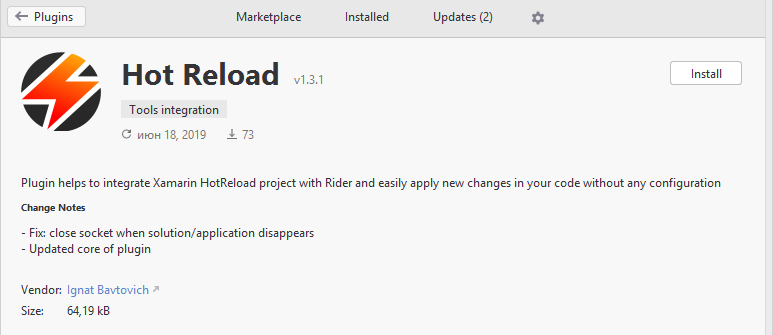 Plugins Marketplace Installed Updates (2)
Hot Reload v1.3.1 Install
Tools integration
июн 18, 2019 73
Plugin helps to integrate Xamarin HotReload project with Rider and easily apply new changes in your code without any configuration
Change Notes
- Fix: close socket when solution/application disappears
- Updated core of plugin
Vendor: Ignat Bavtovich
Size: 64,19 kB